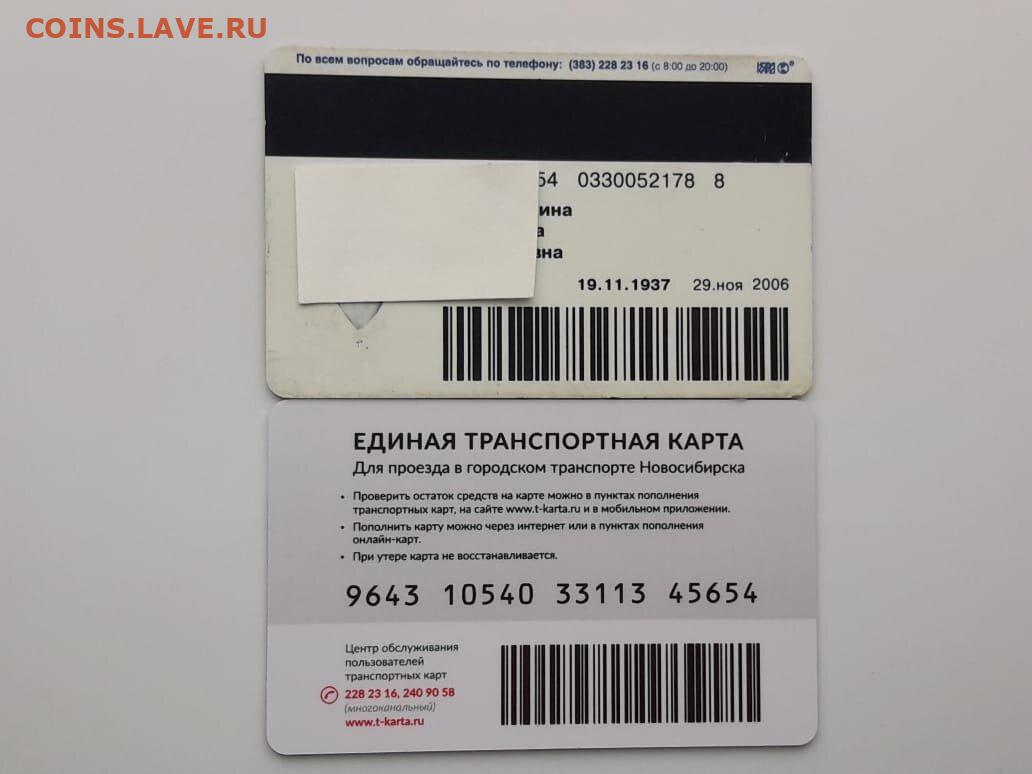 COINS.LAVE.RU
По всем вопросам обращайтесь по телефону: (383) 228 23 16 (с 8:00 до 20:00)
54 0330052178 8
ина
а
вна
19.11.1937 29.ноя 2006
ЕДИНАЯ ТРАНСПОРТНАЯ КАРТА
Для проезда в городском транспорте Новосибирска
• Проверить остаток средств на карте можно в пунктах пополнения
транспортных карт, на сайте www.t-karta.ru и в мобильном приложении.
• Пополнить карту можно через интернет или в пунктах пополнения
онлайн-карт.
• При утере карта не восстанавливается.
9643 10540 33113 45654
Центр обслуживания
пользователей
транспортных карт
228 23 16, 240 90 58
(многоканальный)
www.t-karta.ru